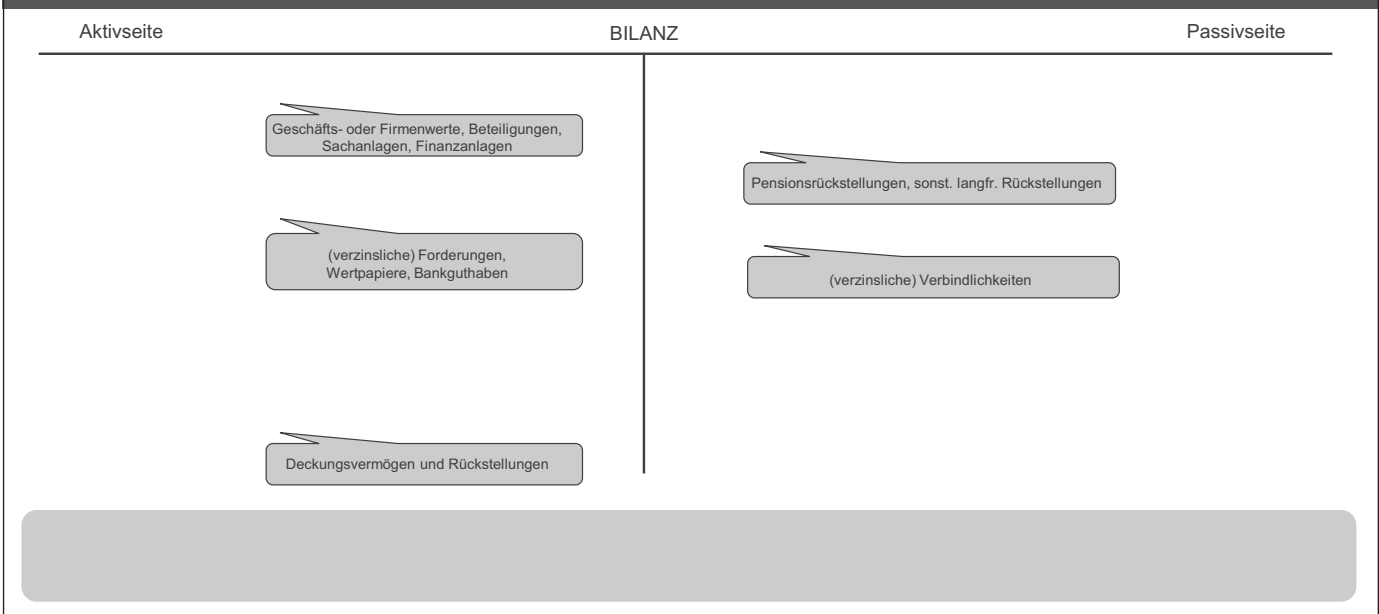 Aktivseite
BILANZ
Passivseite
Geschäfts- oder Firmenwerte, Beteiligungen,
Sachanlagen, Finanzanlagen
(verzinsliche) Forderungen,
Wertpapiere, Bankguthaben
Deckungsvermögen und Rückstellungen
Pensionsrückstellungen, sonst. langfr. Rückstellungen
(verzinsliche) Verbindlichkeiten